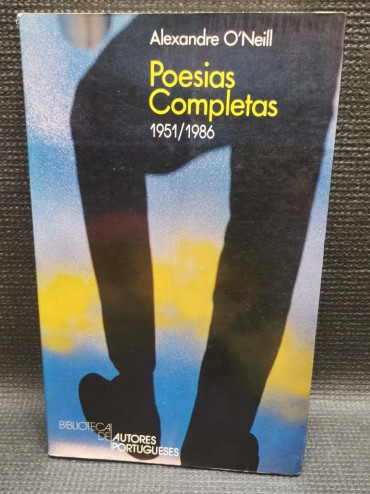 Alexandre O'Neill
Poesias
Completas
1951/1986
BIBLIOTECA
DE AUTORES
PORTUGUESES